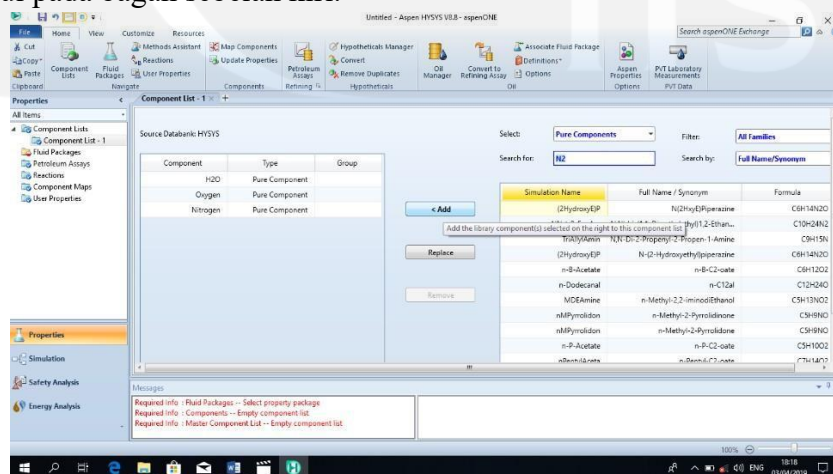 Untitled - Aspen HYSYS V8.8 - aspenONE
File Home View Customize Resources
Search aspenONE Exchange
Cut
Copy
Paste
Component Lists
Fluid Packages
Methods Assistant
Reactions
User Properties
Map Components
Update Properties
Petroleum Assays
Hypotheticals Manager
Convert
Remove Duplicates
Oil Manager
Convert to Refining Assay
Associate Fluid Package
Definitions
Options
Aspen Properties
PVT Laboratory Measurements
Clipboard Navigate Components Refining Hypotheticals Oil Options PVT Data
Properties <
Component List - 1 +
All Items
Component Lists
Component List - 1
Fluid Packages
Petroleum Assays
Reactions
Component Maps
User Properties
Source Databank: HYSYS
Select: Pure Components Filter: All Families
Search for: N2 Search by: Full Name/Synonym
Component Type Group
H2O Pure Component
Oxygen Pure Component
Nitrogen Pure Component
< Add
Add the library component(s) selected on the right to this component list
Replace
Remove
Simulation Name Full Name / Synonym Formula
(2HydroxyE)P N(2HxyE)Piperazine C6H14N2O
C10H24N2
TriAllylAmin N,N-Di-2-Propenyl-2-Propen-1-Amine C9H15N
(2HydroxyE)P N-(2-Hydroxyethyl)piperazine C6H14N2O
n-B-Acetate n-B-C2-oate C6H12O2
n-Dodecanal n-C12al C12H24O
MDEAmine n-Methyl-2,2-iminodiEthanol C5H13NO2
nMPyrrolidon n-Methyl-2-Pyrrolidinone C5H9NO
nMPyrrolidon n-Methyl-2-Pyrrolidone C5H9NO
n-P-Acetate n-P-C2-oate C5H10O2
nPentylAceta n-Pentyl-C2-oate C7H14O2
Properties
Simulation
Safety Analysis
Energy Analysis
Messages
Required Info : Fluid Packages -- Select property package
Required Info : Components -- Empty component list
Required Info : Master Component List -- Empty component list
100%
ENG
18:18
03/04/2019